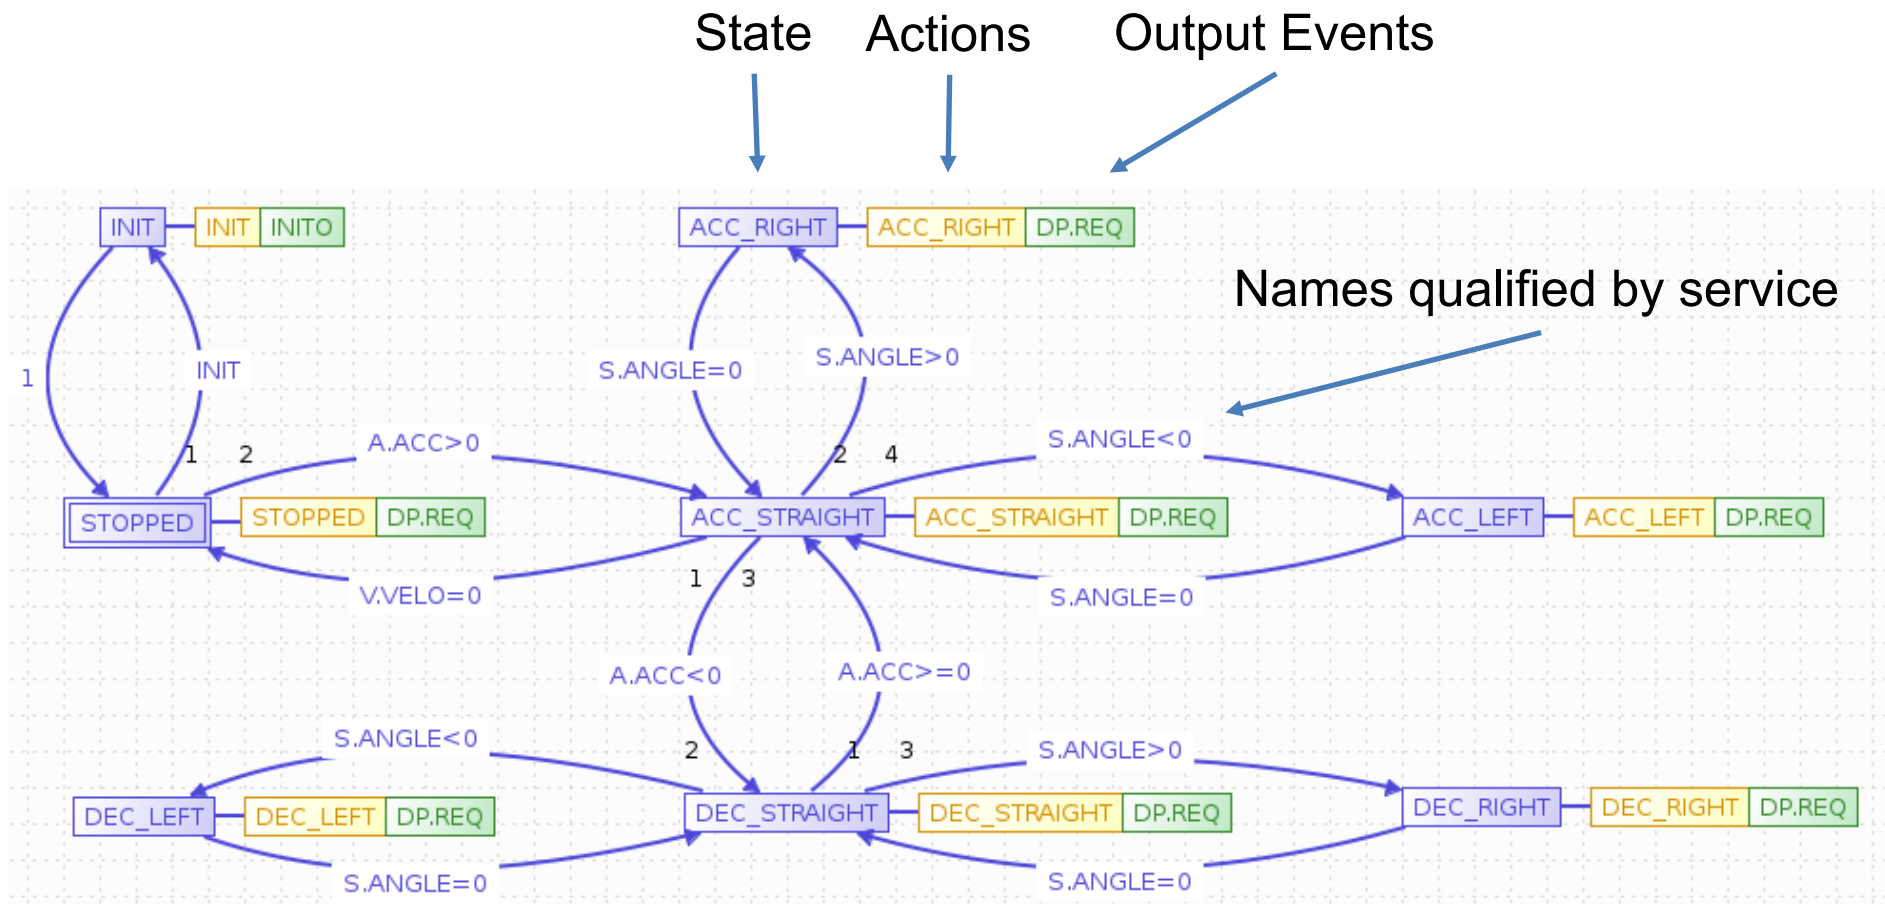 State Actions Output Events
INIT INIT INITO
ACC_RIGHT ACC_RIGHT DP.REQ
Names qualified by service
1 INIT
S.ANGLE=0 S.ANGLE>0
1 2 A.ACC>0
2 4 S.ANGLE<0
STOPPED STOPPED DP.REQ
ACC_STRAIGHT ACC_STRAIGHT DP.REQ
ACC_LEFT ACC_LEFT DP.REQ
V.VELO=0 1 3 S.ANGLE=0
A.ACC<0 A.ACC>=0
S.ANGLE<0 2 1 3 S.ANGLE>0
DEC_LEFT DEC_LEFT DP.REQ
DEC_STRAIGHT DEC_STRAIGHT DP.REQ
DEC_RIGHT DEC_RIGHT DP.REQ
S.ANGLE=0 S.ANGLE=0